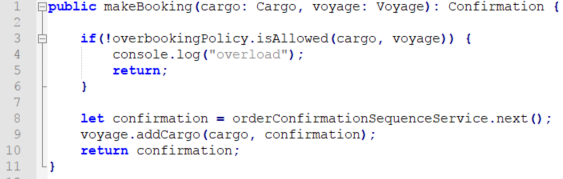 1 public makeBooking(cargo: Cargo, voyage: Voyage): Confirmation {
2
3 if(!overbookingPolicy.isAllowed(cargo, voyage)) {
4 console.log("overload");
5 return;
6 }
7
8 let confirmation = orderConfirmationSequenceService.next();
9 voyage.addCargo(cargo, confirmation);
10 return confirmation;
11 }